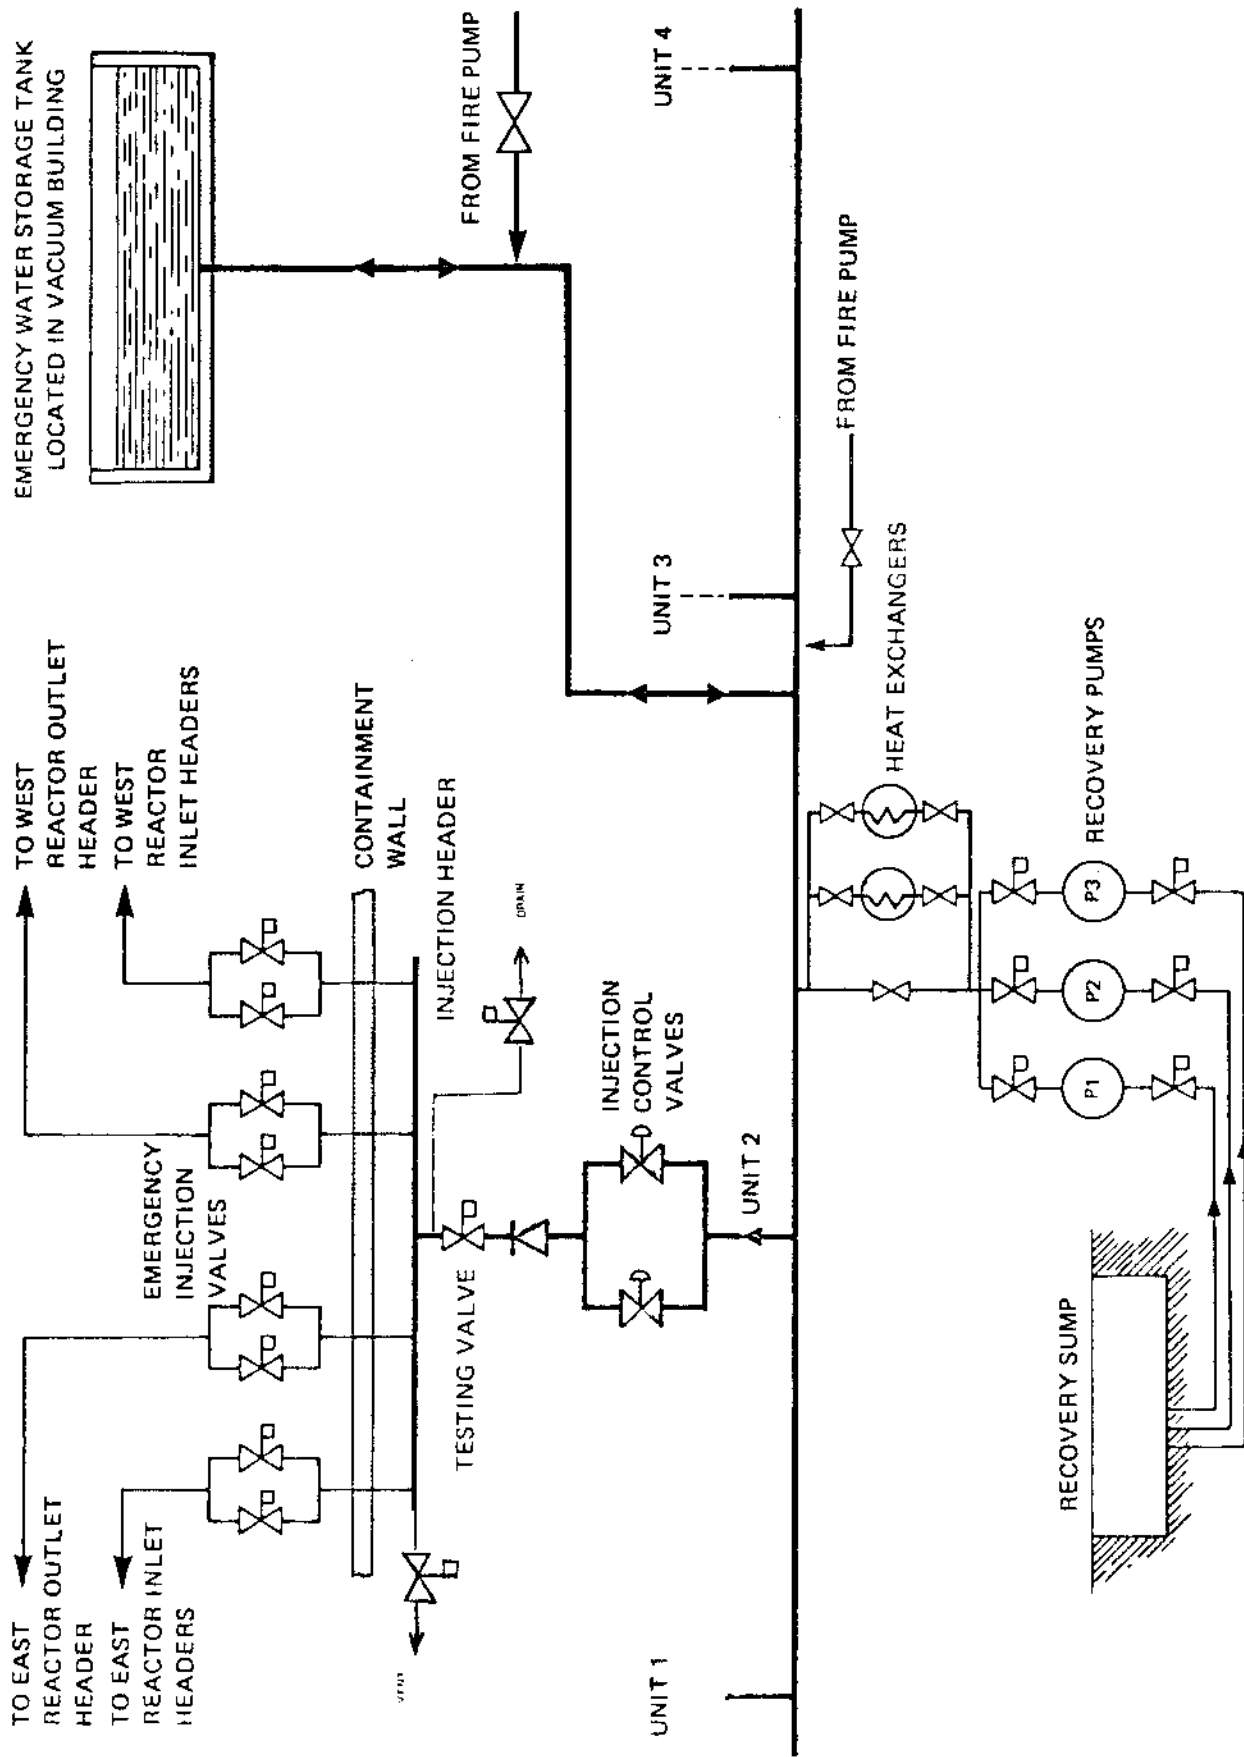 TO EAST
REACTOR OUTLET
HEADER
TO EAST
REACTOR INLET
HEADERS
EMERGENCY
INJECTION
VALVES
TO WEST
REACTOR OUTLET
HEADER
TO WEST
REACTOR
INLET HEADERS
EMERGENCY WATER STORAGE TANK
LOCATED IN VACUUM BUILDING
CONTAINMENT
WALL
VENT
TESTING VALVE
INJECTION HEADER
DRAIN
FROM FIRE PUMP
INJECTION
CONTROL
VALVES
UNIT 1
UNIT 2
UNIT 3
UNIT 4
FROM FIRE PUMP
HEAT EXCHANGERS
RECOVERY SUMP
P1
P2
P3
RECOVERY PUMPS